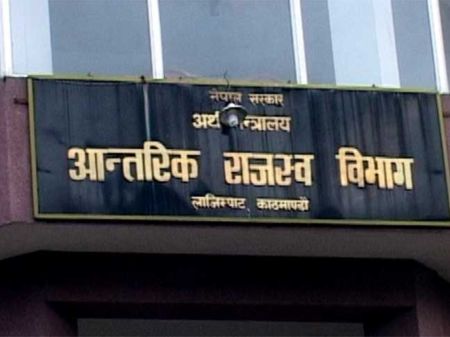 नेपाल सरकार
अर्थ मन्त्रालय
आन्तरिक राजस्व विभाग
लाजिम्पाट, काठमाण्डौ